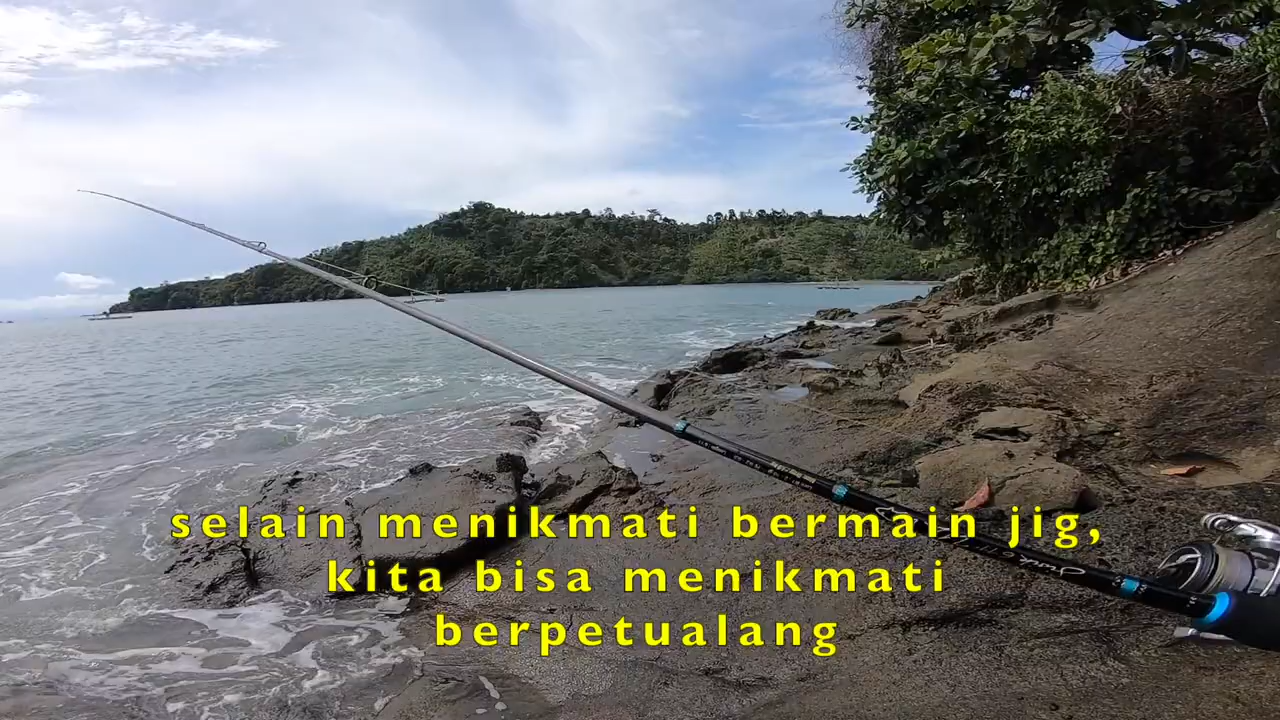 selain menikmati bermain jig,
kita bisa menikmati
berpetualang